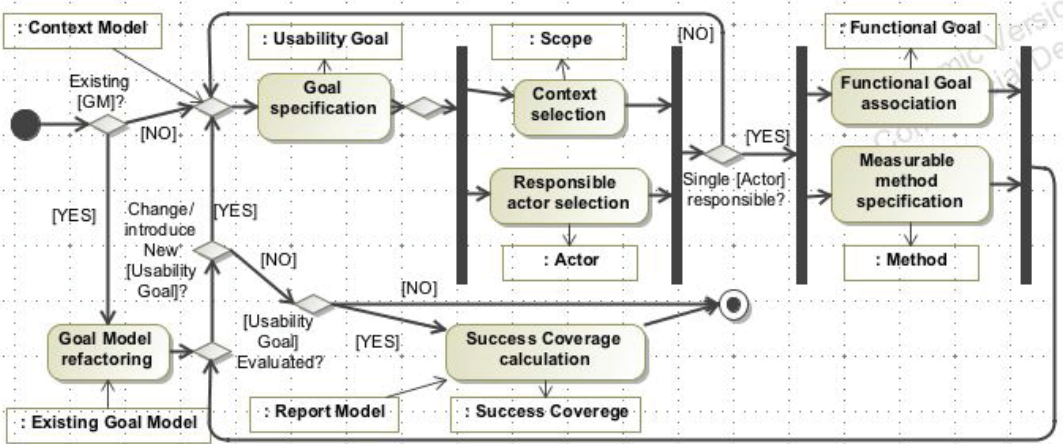 : Context Model
: Usability Goal
: Scope
[NO]
: Functional Goal
Existing
[GM]?
[NO]
Goal
specification
Context
selection
[YES]
Functional Goal
association
Single [Actor]
responsible?
Measurable
method
specification
Responsible
actor selection
[YES]
Change/
introduce
New
[Usability
Goal]?
[YES]
[NO]
: Actor
: Method
[NO]
Goal Model
refactoring
[Usability
Goal]
Evaluated?
[YES]
Success Coverage
calculation
: Existing Goal Model
: Report Model
: Success Coverege